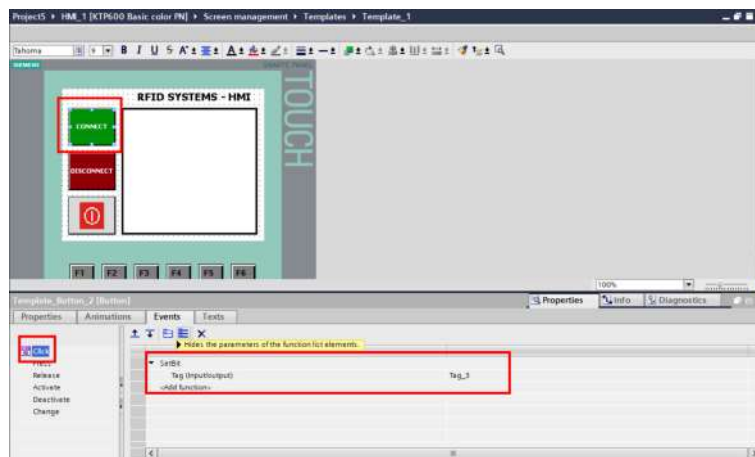 Project5 ▸ HMI_1 [KTP600 Basic color PN] ▸ Screen management ▸ Templates ▸ Template_1
Tahoma
SIEMENS
TOUCH
RFID SYSTEMS - HMI
CONNECT
DISCONNECT
F1 F2 F3 F4 F5 F6
100%
Template_Button_2 [Button]
Properties Info Diagnostics
Properties Animations Events Texts
Hides the parameters of the function list elements.
Click
Press
Release
Activate
Deactivate
Change
SetBit
Tag (Input/output) Tag_3
<Add function>